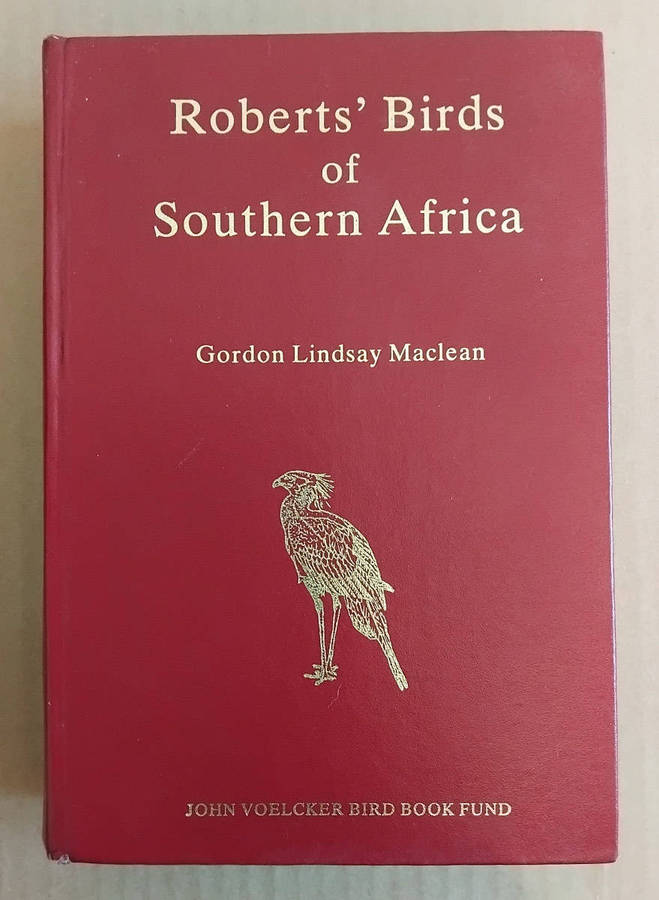 Roberts’ Birds
of
Southern Africa
Gordon Lindsay Maclean
JOHN VOELCKER BIRD BOOK FUND